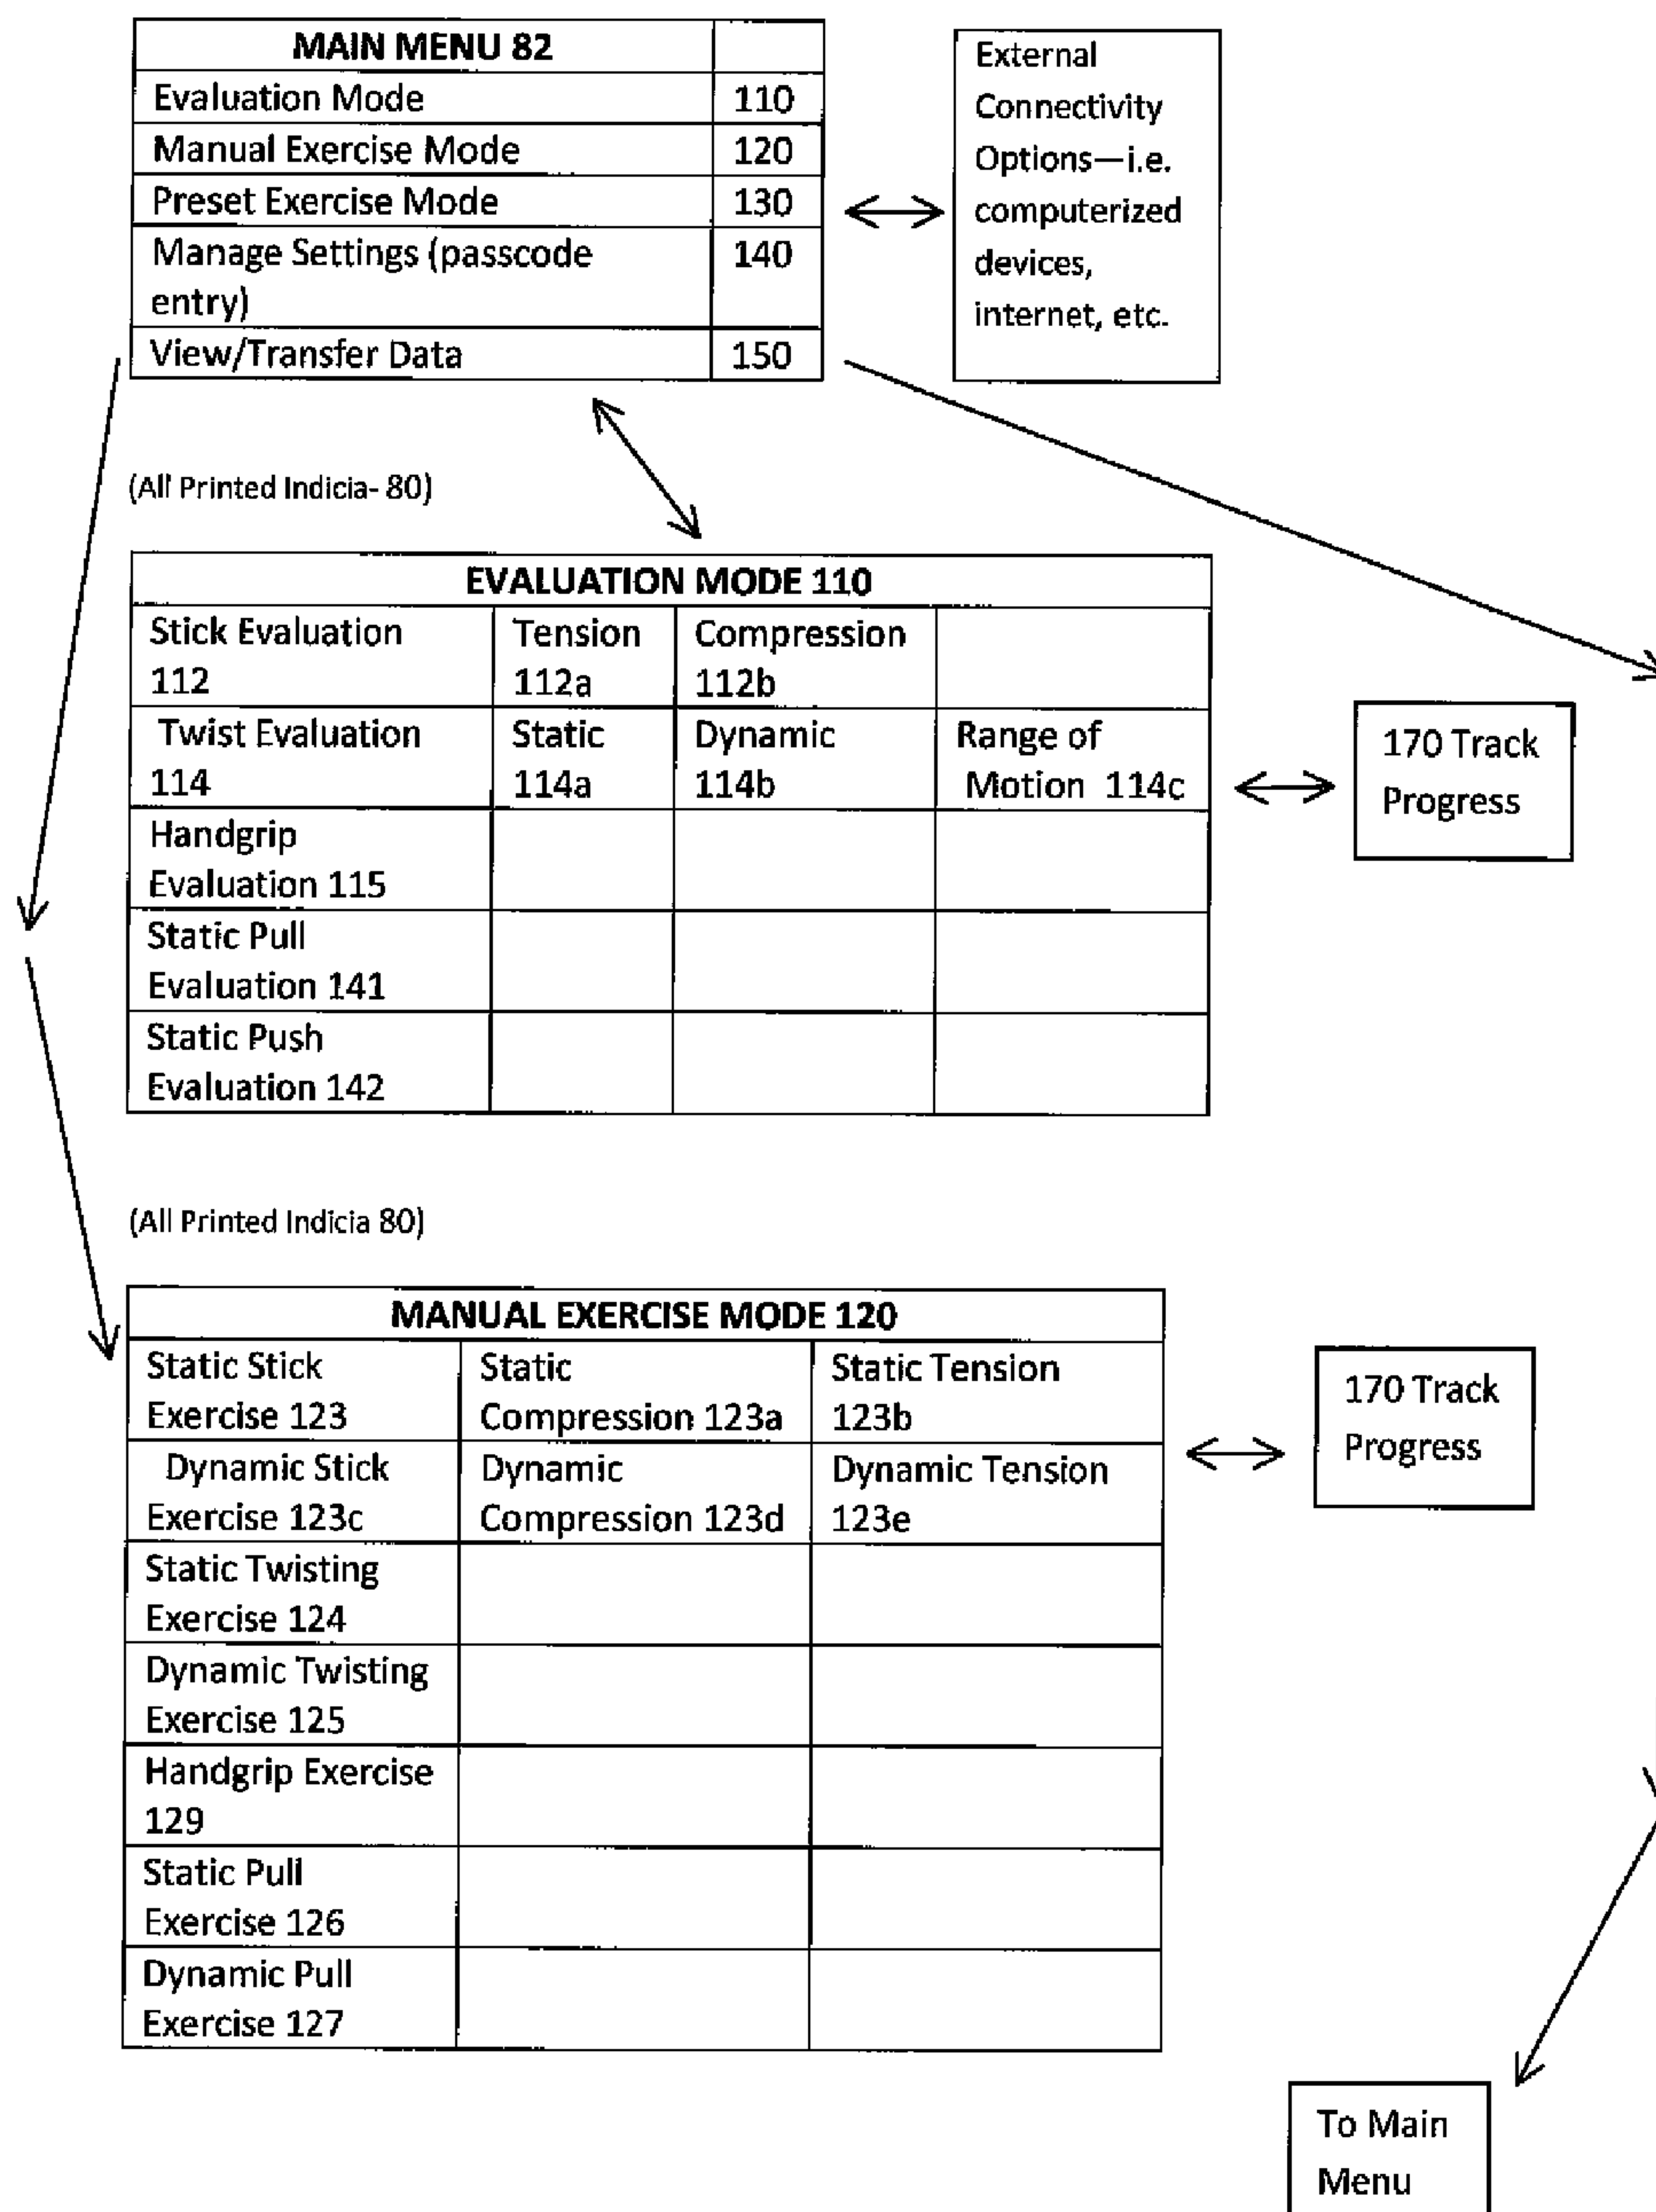 MAIN MENU 82
Evaluation Mode 110
Manual Exercise Mode 120
Preset Exercise Mode 130
Manage Settings (passcode 140
entry)
View/Transfer Data 150
External
Connectivity
Options—i.e.
computerized
devices,
internet, etc.
(All Printed Indicia- 80)
EVALUATION MODE 110
Stick Evaluation Tension Compression
112 112a 112b
Twist Evaluation Static Dynamic Range of
114 114a 114b Motion 114c
Handgrip
Evaluation 115
Static Pull
Evaluation 141
Static Push
Evaluation 142
170 Track
Progress
(All Printed Indicia 80)
MANUAL EXERCISE MODE 120
Static Stick Static Static Tension
Exercise 123 Compression 123a 123b
Dynamic Stick Dynamic Dynamic Tension
Exercise 123c Compression 123d 123e
Static Twisting
Exercise 124
Dynamic Twisting
Exercise 125
Handgrip Exercise
129
Static Pull
Exercise 126
Dynamic Pull
Exercise 127
170 Track
Progress
To Main
Menu